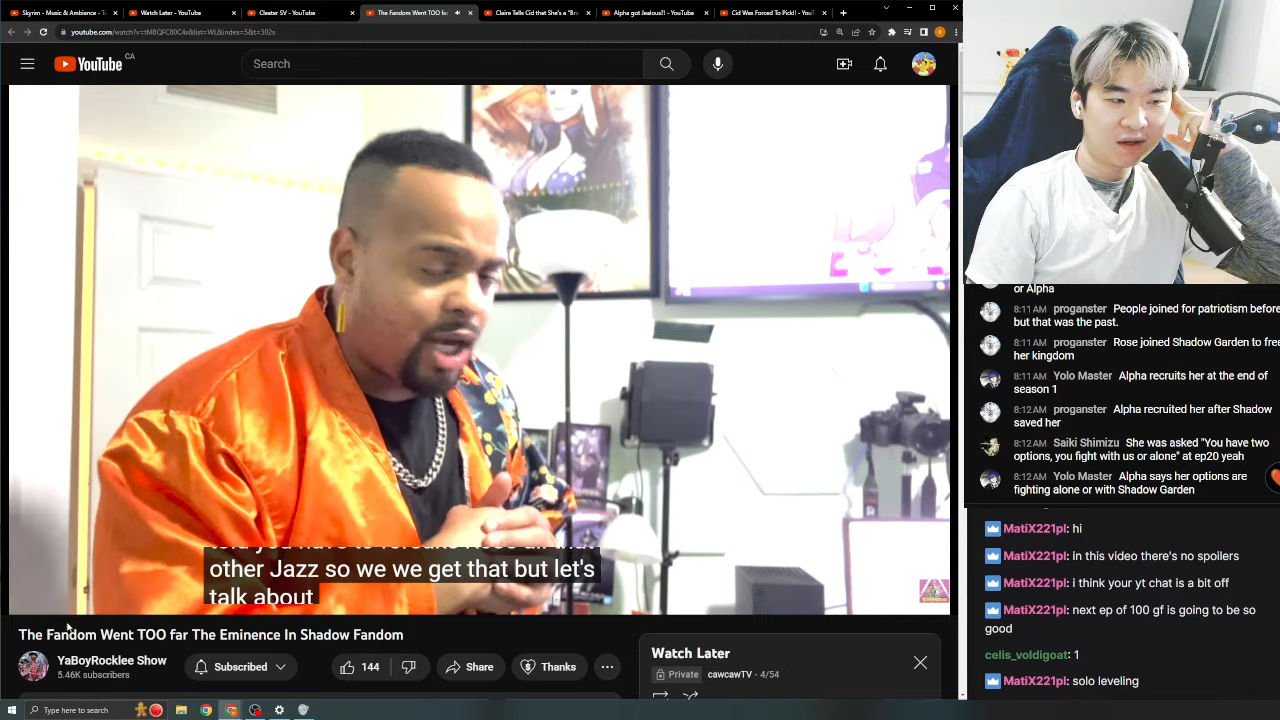 Skyrim - Music & Ambience - Ta
Watch Later - YouTube
Cleater SV - YouTube
The Fandom Went TOO far
Claire Tells Cid that She's a "Bro
Alpha got Jealous?! - YouTube
Cid Was Forced To Pick!! - YouT
youtube.com/watch?v=tM8QFC80C4s&list=WL&index=5&t=302s
YouTube CA
Search
other Jazz so we we get that but let's
talk about
The Fandom Went TOO far The Eminence In Shadow Fandom
YaBoyRocklee Show
5.46K subscribers
Subscribed
144
Share
Thanks
Watch Later
Private
cawcawTV - 4/54
or Alpha
8:11 AM proganster People joined for patriotism before
but that was the past.
8:11 AM proganster Rose joined Shadow Garden to free
her kingdom
8:11 AM Yolo Master Alpha recruits her at the end of
season 1
8:12 AM proganster Alpha recruited her after Shadow
saved her
8:12 AM Saiki Shimizu She was asked "You have two
options, you fight with us or alone" at ep20 yeah
8:12 AM Yolo Master Alpha says her options are
fighting alone or with Shadow Garden
MatiX221pl: hi
MatiX221pl: in this video there's no spoilers
MatiX221pl: i think your yt chat is a bit off
MatiX221pl: next ep of 100 gf is going to be so
good
celis_voldigoat: 1
MatiX221pl: solo leveling
Type here to search